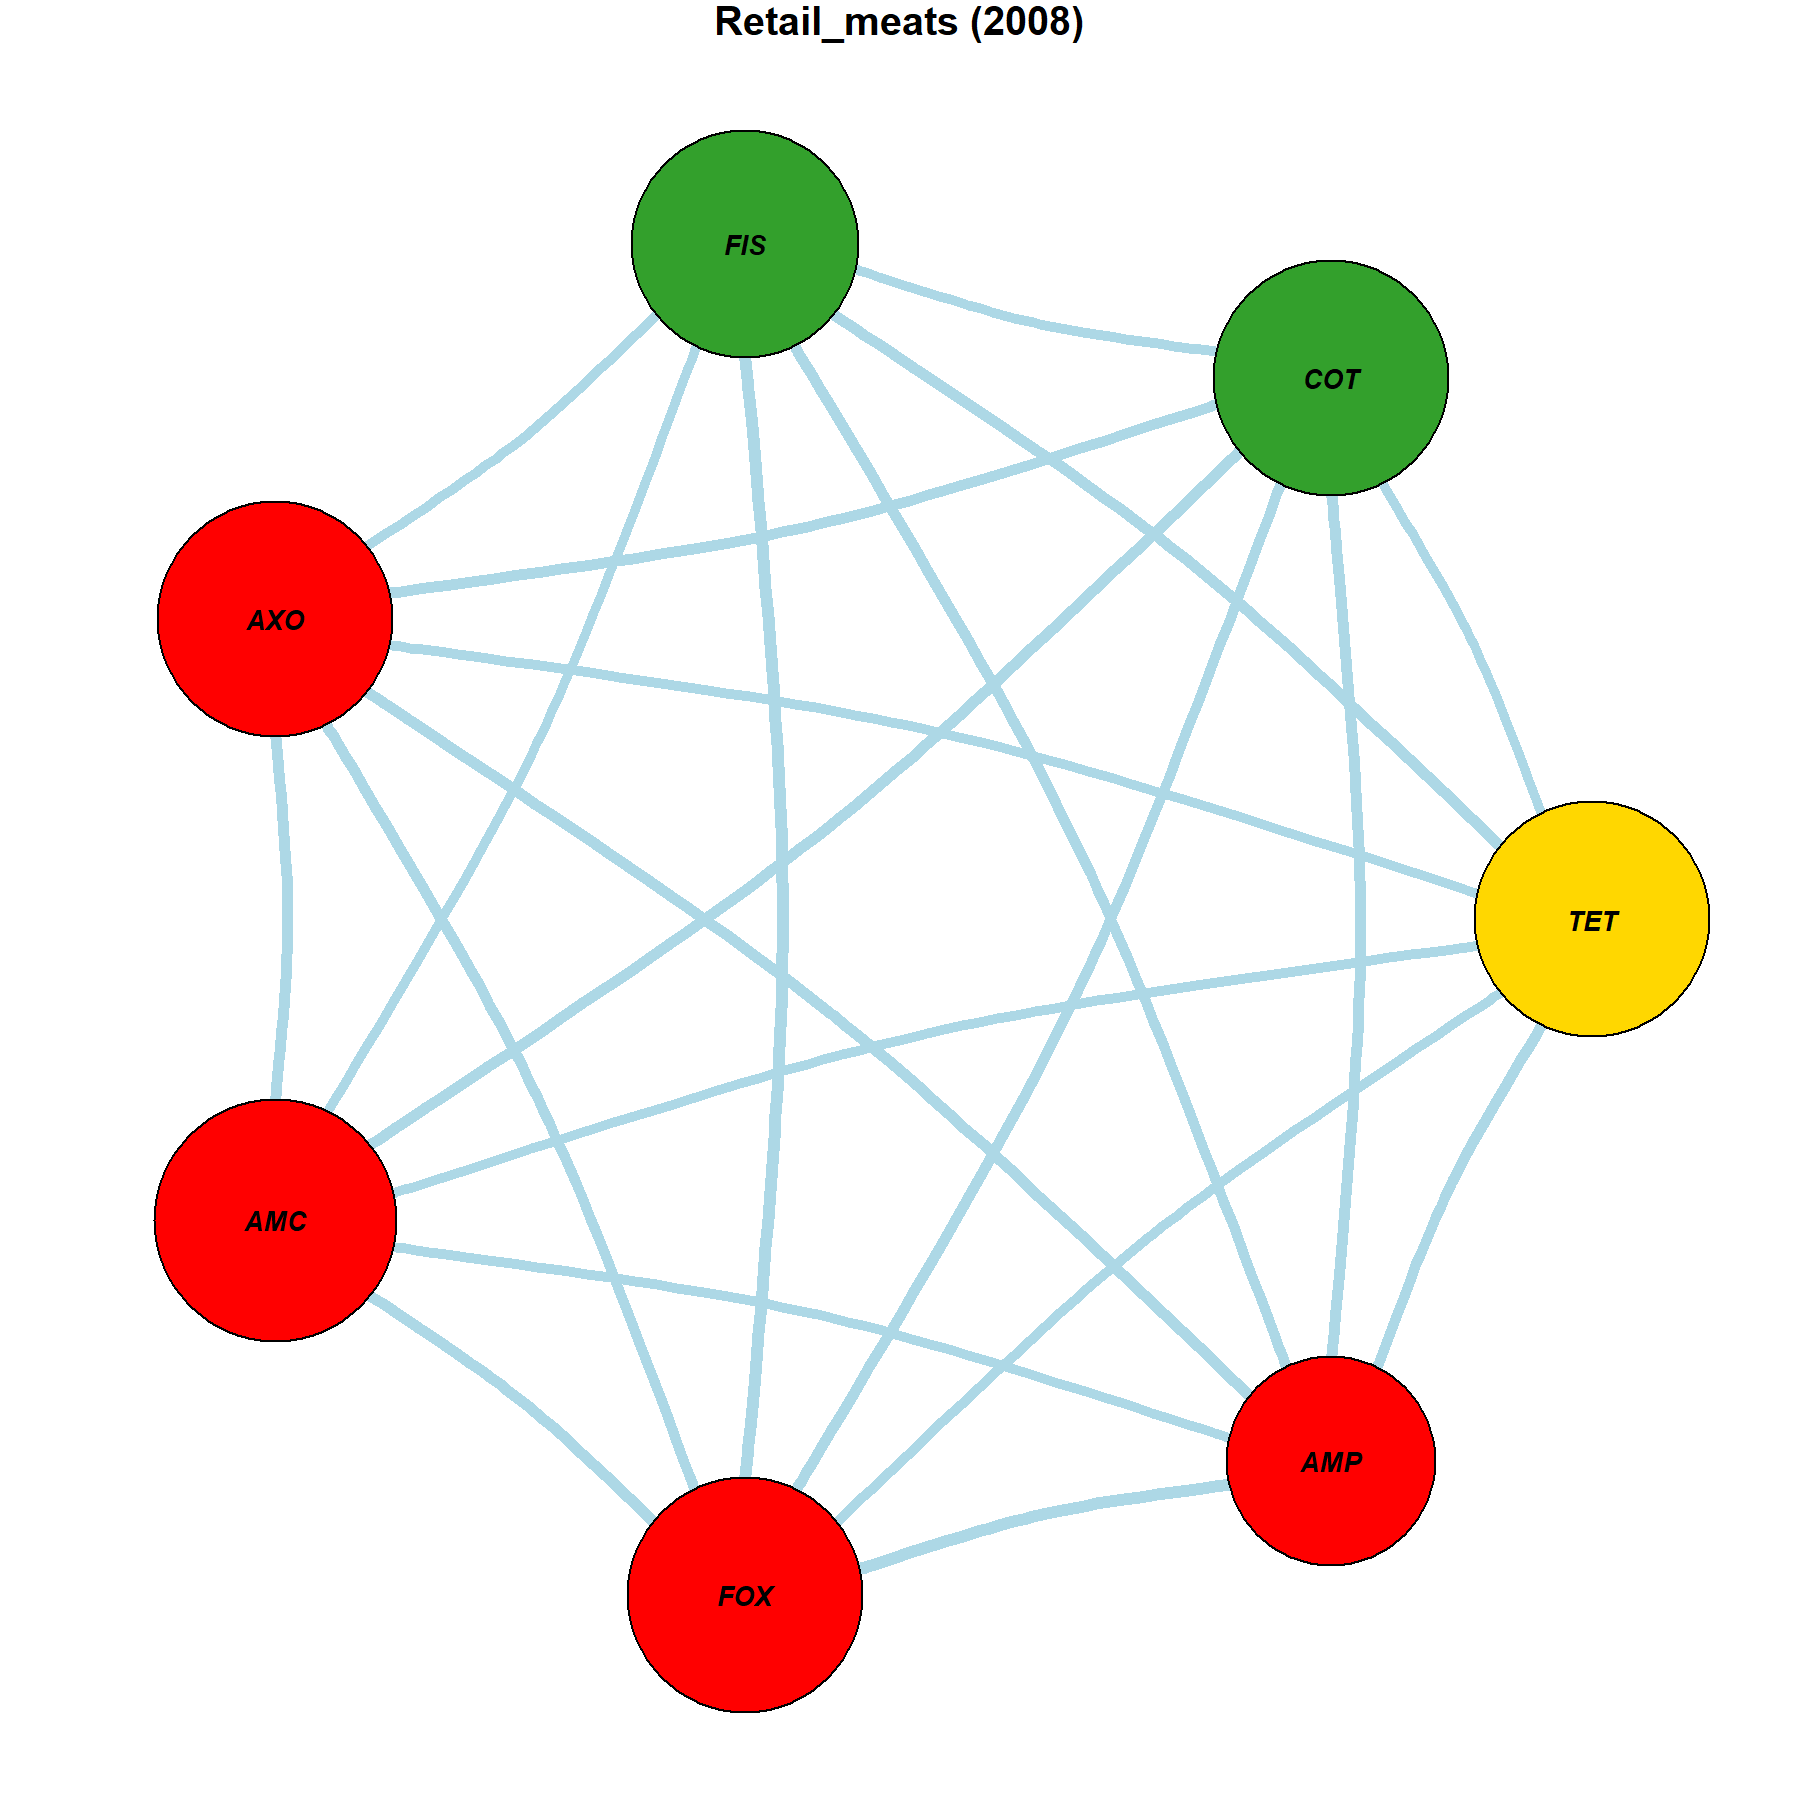 Retail_meats (2008)
FIS
COT
AXO
TET
AMC
AMP
FOX